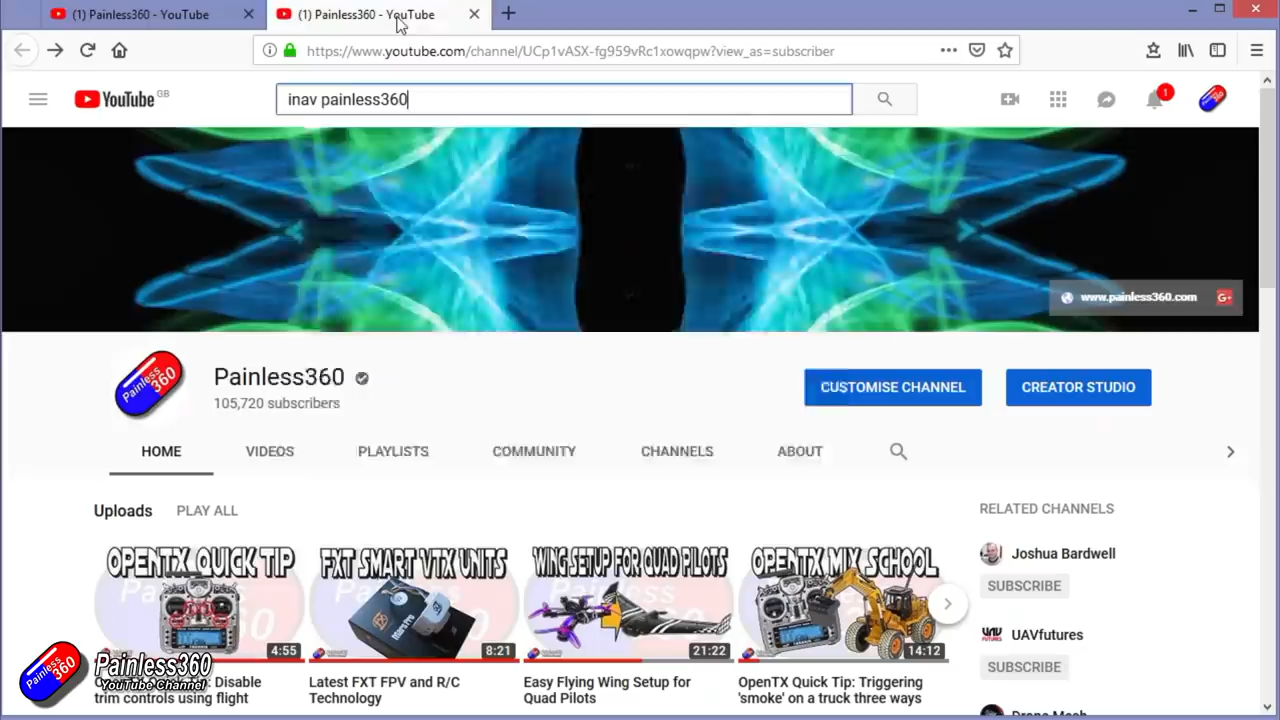 (1) Painless360 - YouTube
(1) Painless360 - YouTube
https://www.youtube.com/channel/UCp1vASX-fg959vRc1xowqpw?view_as=subscriber
YouTube GB
inav painless360
1
www.painless360.com G+
Painless 360
Painless360
105,720 subscribers
CUSTOMISE CHANNEL
CREATOR STUDIO
HOME VIDEOS PLAYLISTS COMMUNITY CHANNELS ABOUT
Uploads PLAY ALL
OPENTX QUICK TIP
4:55
Disable
trim controls using flight
FXT SMART VTX UNITS
8:21
Latest FXT FPV and R/C
Technology
WING SETUP FOR QUAD PILOTS
21:22
Easy Flying Wing Setup for
Quad Pilots
OPENTX MIX SCHOOL
14:12
OpenTX Quick Tip: Triggering
'smoke' on a truck three ways
RELATED CHANNELS
Joshua Bardwell
SUBSCRIBE
UAVfutures
SUBSCRIBE
Painless360
YouTube Channel